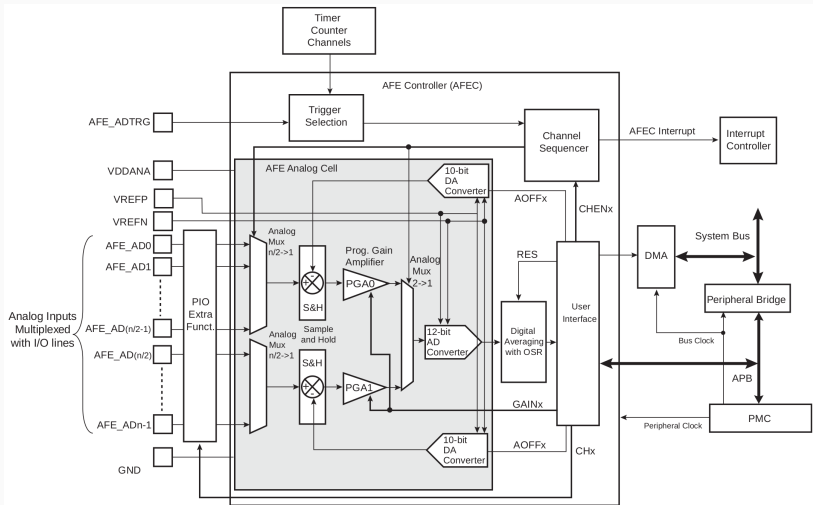 Timer
Counter
Channels
AFE Controller (AFEC)
AFE_ADTRG
Trigger
Selection
Channel
Sequencer
AFEC Interrupt
Interrupt
Controller
VDDANA
AFE Analog Cell
10-bit
DA
Converter
AOFFx
CHENx
VREFP
VREFN
System Bus
AFE_AD0
AFE_AD1
Analog
Mux
n/2->1
Prog. Gain
Amplifier
Analog
Mux
2->1
RES
DMA
PIO
Extra
Funct.
+
-
S&H
PGA0
User
Interface
Peripheral Bridge
Analog Inputs
Multiplexed
with I/O lines
AFE_AD(n/2-1)
AFE_AD(n/2)
Analog
Mux
n/2->1
Sample
and Hold
S&H
12-bit
AD
Converter
Digital
Averaging
with OSR
Bus Clock
+
-
PGA1
APB
GAINx
AFE_ADn-1
Peripheral Clock
PMC
10-bit
DA
Converter
AOFFx
CHx
GND